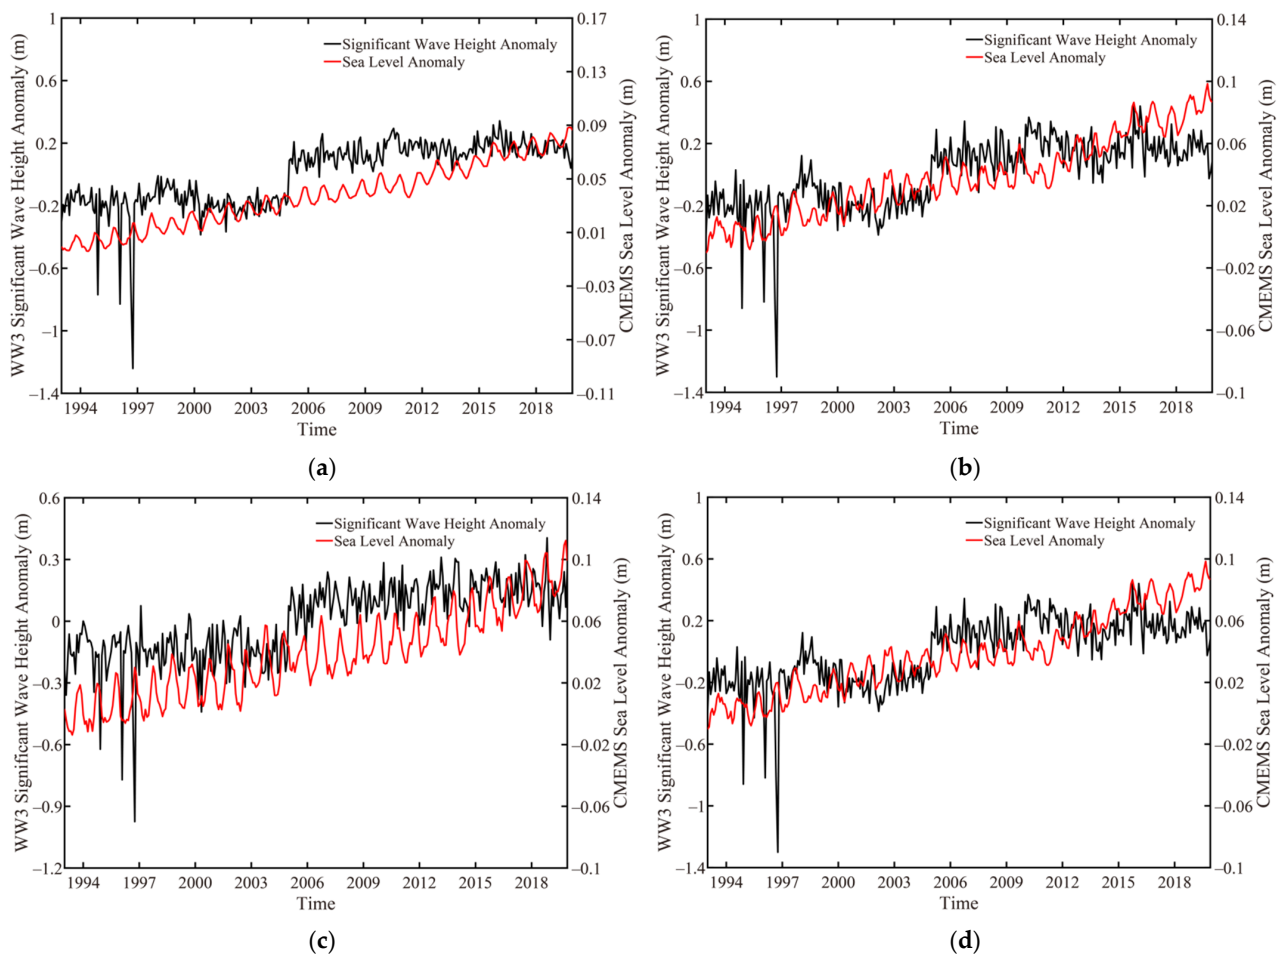 Significant Wave Height Anomaly
Sea Level Anomaly
WW3 Significant Wave Height Anomaly (m)
1
0.6
0.2
–0.2
–0.6
–1
–1.4
0.17
0.13
0.09
0.05
0.01
–0.03
–0.07
–0.11
CMEMS Sea Level Anomaly (m)
1994 1997 2000 2003 2006 2009 2012 2015 2018
Time
(a)
Significant Wave Height Anomaly
Sea Level Anomaly
WW3 Significant Wave Height Anomaly (m)
1
0.6
0.2
–0.2
–0.6
–1
–1.4
0.14
0.1
0.06
0.02
–0.02
–0.06
–0.1
CMEMS Sea Level Anomaly (m)
1994 1997 2000 2003 2006 2009 2012 2015 2018
Time
(b)
Significant Wave Height Anomaly
Sea Level Anomaly
WW3 Significant Wave Height Anomaly (m)
0.6
0.3
0
–0.3
–0.6
–0.9
–1.2
0.14
0.1
0.06
0.02
–0.02
–0.06
–0.1
CMEMS Sea Level Anomaly (m)
1994 1997 2000 2003 2006 2009 2012 2015 2018
Time
(c)
Significant Wave Height Anomaly
Sea Level Anomaly
WW3 Significant Wave Height Anomaly (m)
1
0.6
0.2
–0.2
–0.6
–1
–1.4
0.14
0.1
0.06
0.02
–0.02
–0.06
–0.1
CMEMS Sea Level Anomaly (m)
1994 1997 2000 2003 2006 2009 2012 2015 2018
Time
(d)